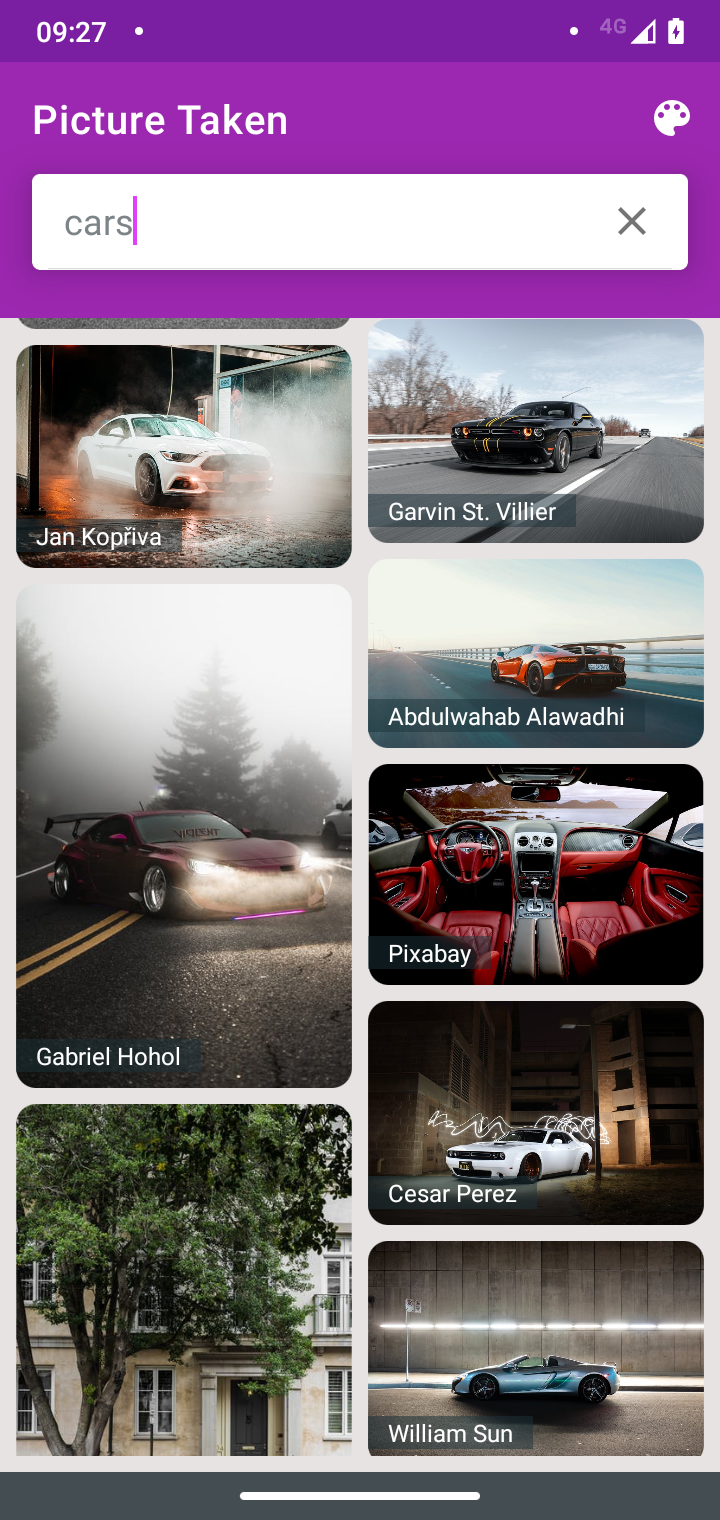 09:27
4G
Picture Taken
cars
Jan Kopřiva
Garvin St. Villier
Abdulwahab Alawadhi
VIOLENT
Pixabay
Gabriel Hohol
Cesar Perez
William Sun